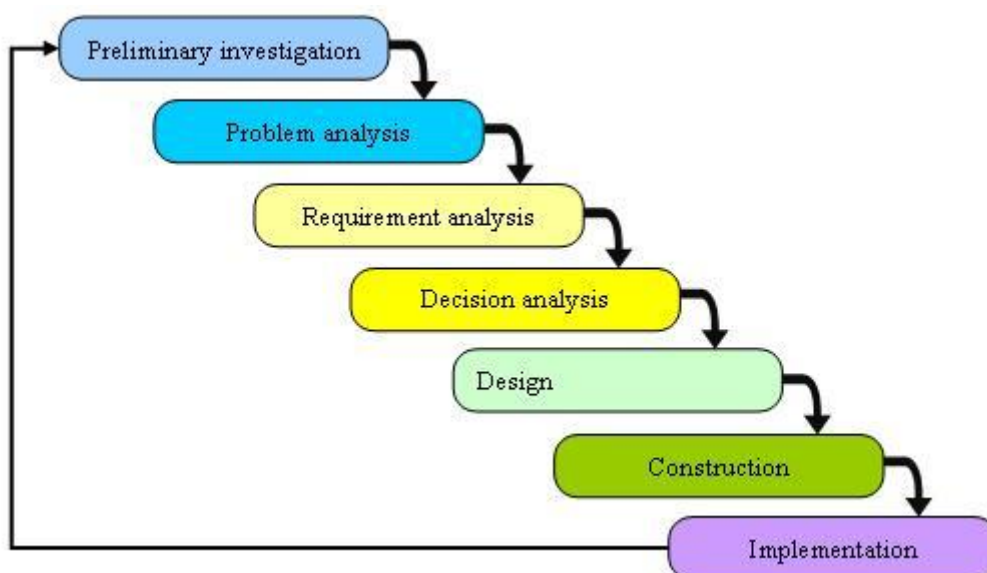 Preliminary investigation
Problem analysis
Requirement analysis
Decision analysis
Design
Construction
Implementation